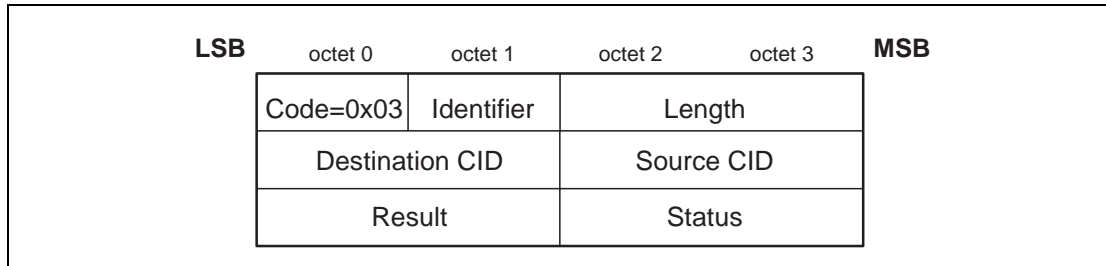 LSB octet 0 octet 1 octet 2 octet 3 MSB
Code=0x03 Identifier Length
Destination CID Source CID
Result Status